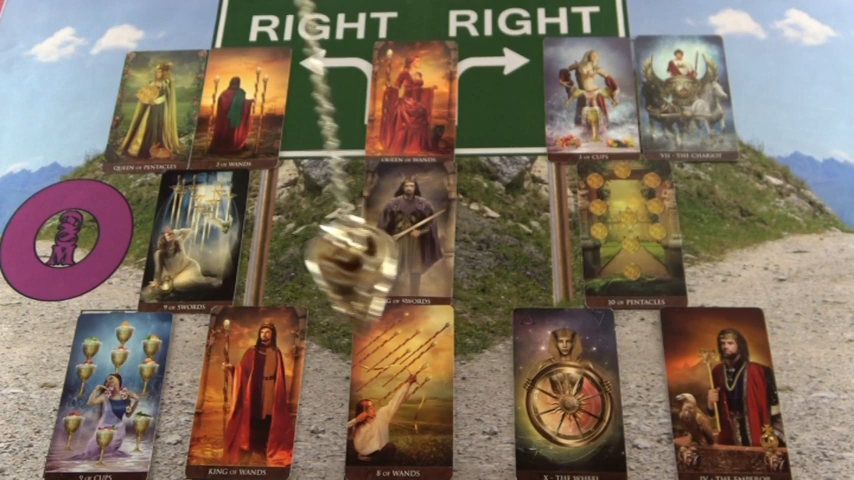 RIGHT RIGHT
QUEEN OF PENTACLES
3 OF WANDS
QUEEN OF WANDS
3 OF CUPS
VII - THE CHARIOT
9 OF SWORDS
OF SWORDS
10 OF PENTACLES
9 OF CUPS
KING OF WANDS
8 OF WANDS
X - THE WHEEL
IV - THE EMPEROR